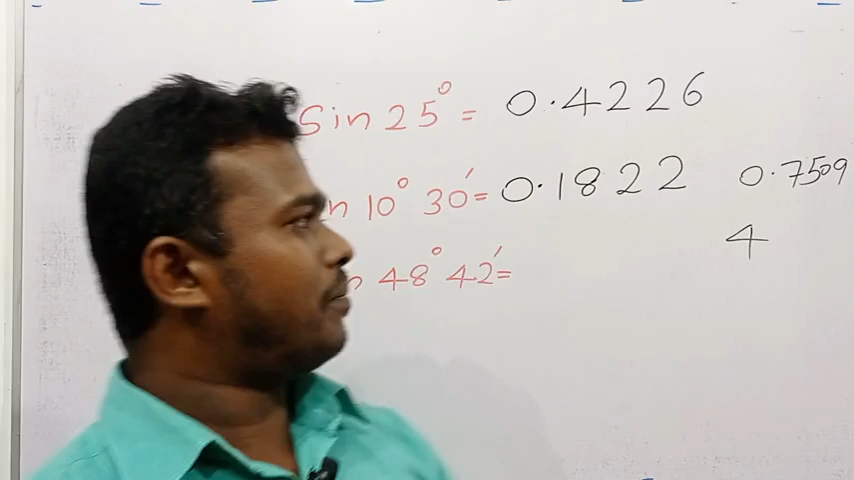 Sin 25° = 0.4226
n 10° 30' = 0.1822 0.7509
4
n 48° 42' =